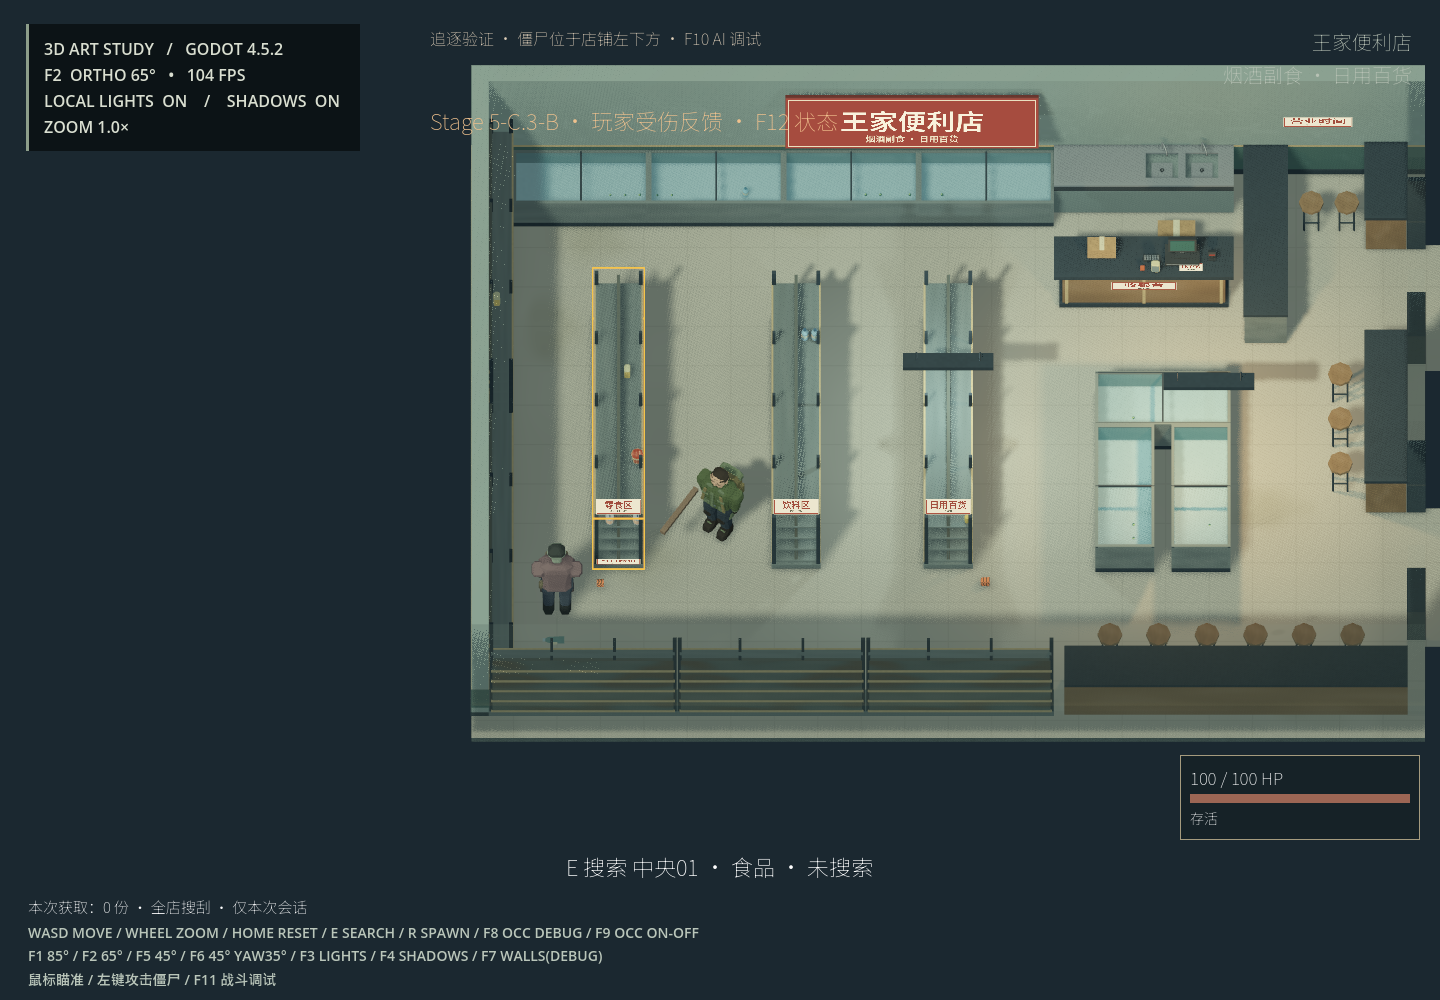 3D ART STUDY / GODOT 4.5.2
F2 ORTHO 65° • 104 FPS
LOCAL LIGHTS ON / SHADOWS ON
ZOOM 1.0×
追逐验证 · 僵尸位于店铺左下方 · F10 AI 调试
王家便利店
烟酒副食 · 日用百货
Stage 5-C.3-B · 玩家受伤反馈 · F12 状态
王家便利店
烟酒副食 · 日用百货
零食区
饮料区
日用百货
100 / 100 HP
存活
E 搜索 中央01 · 食品 · 未搜索
本次获取：0 份 · 全店搜刮 · 仅本次会话
WASD MOVE / WHEEL ZOOM / HOME RESET / E SEARCH / R SPAWN / F8 OCC DEBUG / F9 OCC ON-OFF
F1 85° / F2 65° / F5 45° / F6 45° YAW35° / F3 LIGHTS / F4 SHADOWS / F7 WALLS(DEBUG)
鼠标瞄准 / 左键攻击僵尸 / F11 战斗调试